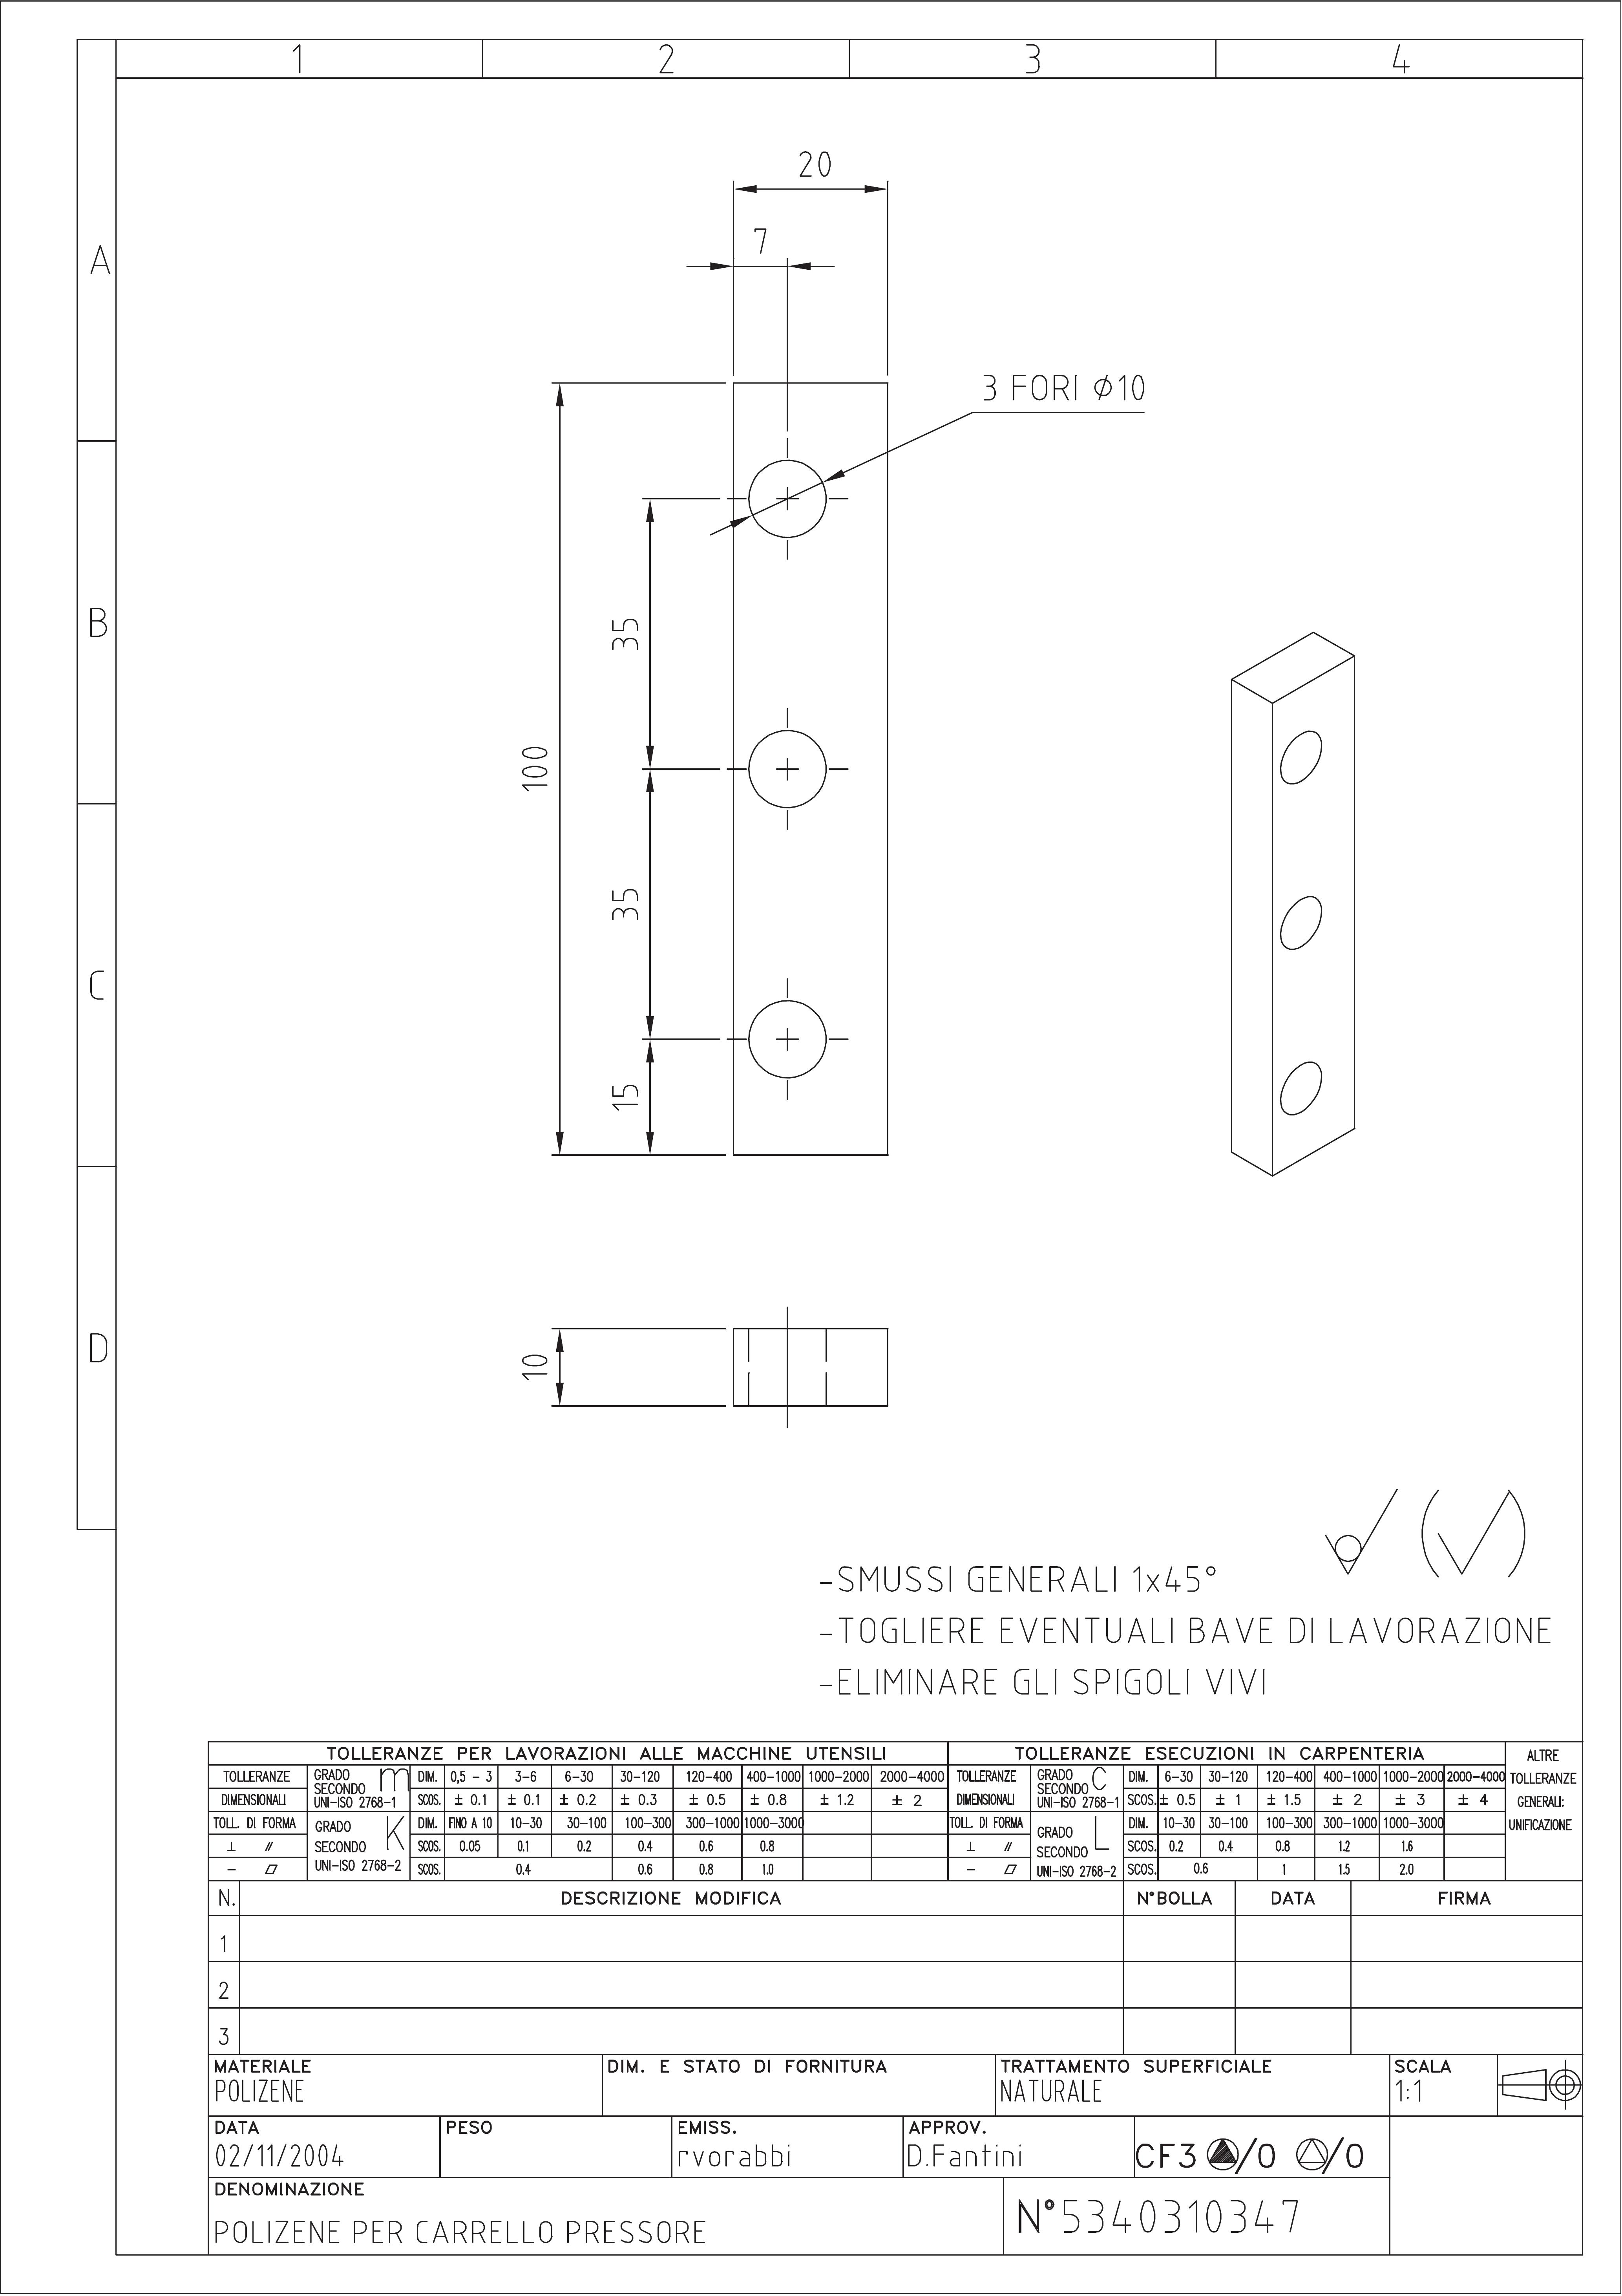 1 2 3 4
A
B
C
D
20
7
3 FORI ⌀10
35
100
35
15
10
-SMUSSI GENERALI 1x45°
-TOGLIERE EVENTUALI BAVE DI LAVORAZIONE
-ELIMINARE GLI SPIGOLI VIVI
TOLLERANZE PER LAVORAZIONI ALLE MACCHINE UTENSILI
TOLLERANZE DIMENSIONALI
GRADO SECONDO UNI-ISO 2768-1 m
DIM. 0,5 - 3 3-6 6-30 30-120 120-400 400-1000 1000-2000 2000-4000
SCOS. ± 0.1 ± 0.1 ± 0.2 ± 0.3 ± 0.5 ± 0.8 ± 1.2 ± 2
TOLL. DI FORMA
⊥ //
— ▱
GRADO SECONDO UNI-ISO 2768-2 K
DIM. FINO A 10 10-30 30-100 100-300 300-1000 1000-3000
SCOS. 0.05 0.1 0.2 0.4 0.6 0.8
SCOS. 0.4 0.6 0.8 1.0
TOLLERANZE ESECUZIONI IN CARPENTERIA
TOLLERANZE DIMENSIONALI
GRADO SECONDO UNI-ISO 2768-1 C
DIM. 6-30 30-120 120-400 400-1000 1000-2000 2000-4000
SCOS. ± 0.5 ± 1 ± 1.5 ± 2 ± 3 ± 4
TOLL. DI FORMA
⊥ //
— ▱
GRADO SECONDO UNI-ISO 2768-2 L
DIM. 10-30 30-100 100-300 300-1000 1000-3000
SCOS. 0.2 0.4 0.8 1.2 1.6
SCOS. 0.6 1 1.5 2.0
ALTRE
TOLLERANZE
GENERALI:
UNIFICAZIONE
N. DESCRIZIONE MODIFICA N°BOLLA DATA FIRMA
1
2
3
MATERIALE
POLIZENE
DIM. E STATO DI FORNITURA
TRATTAMENTO SUPERFICIALE
NATURALE
SCALA
1:1
DATA
02/11/2004
PESO
EMISS.
rvorabbi
APPROV.
D.Fantini
CF3 /0 /0
DENOMINAZIONE
POLIZENE PER CARRELLO PRESSORE
N°5340310347